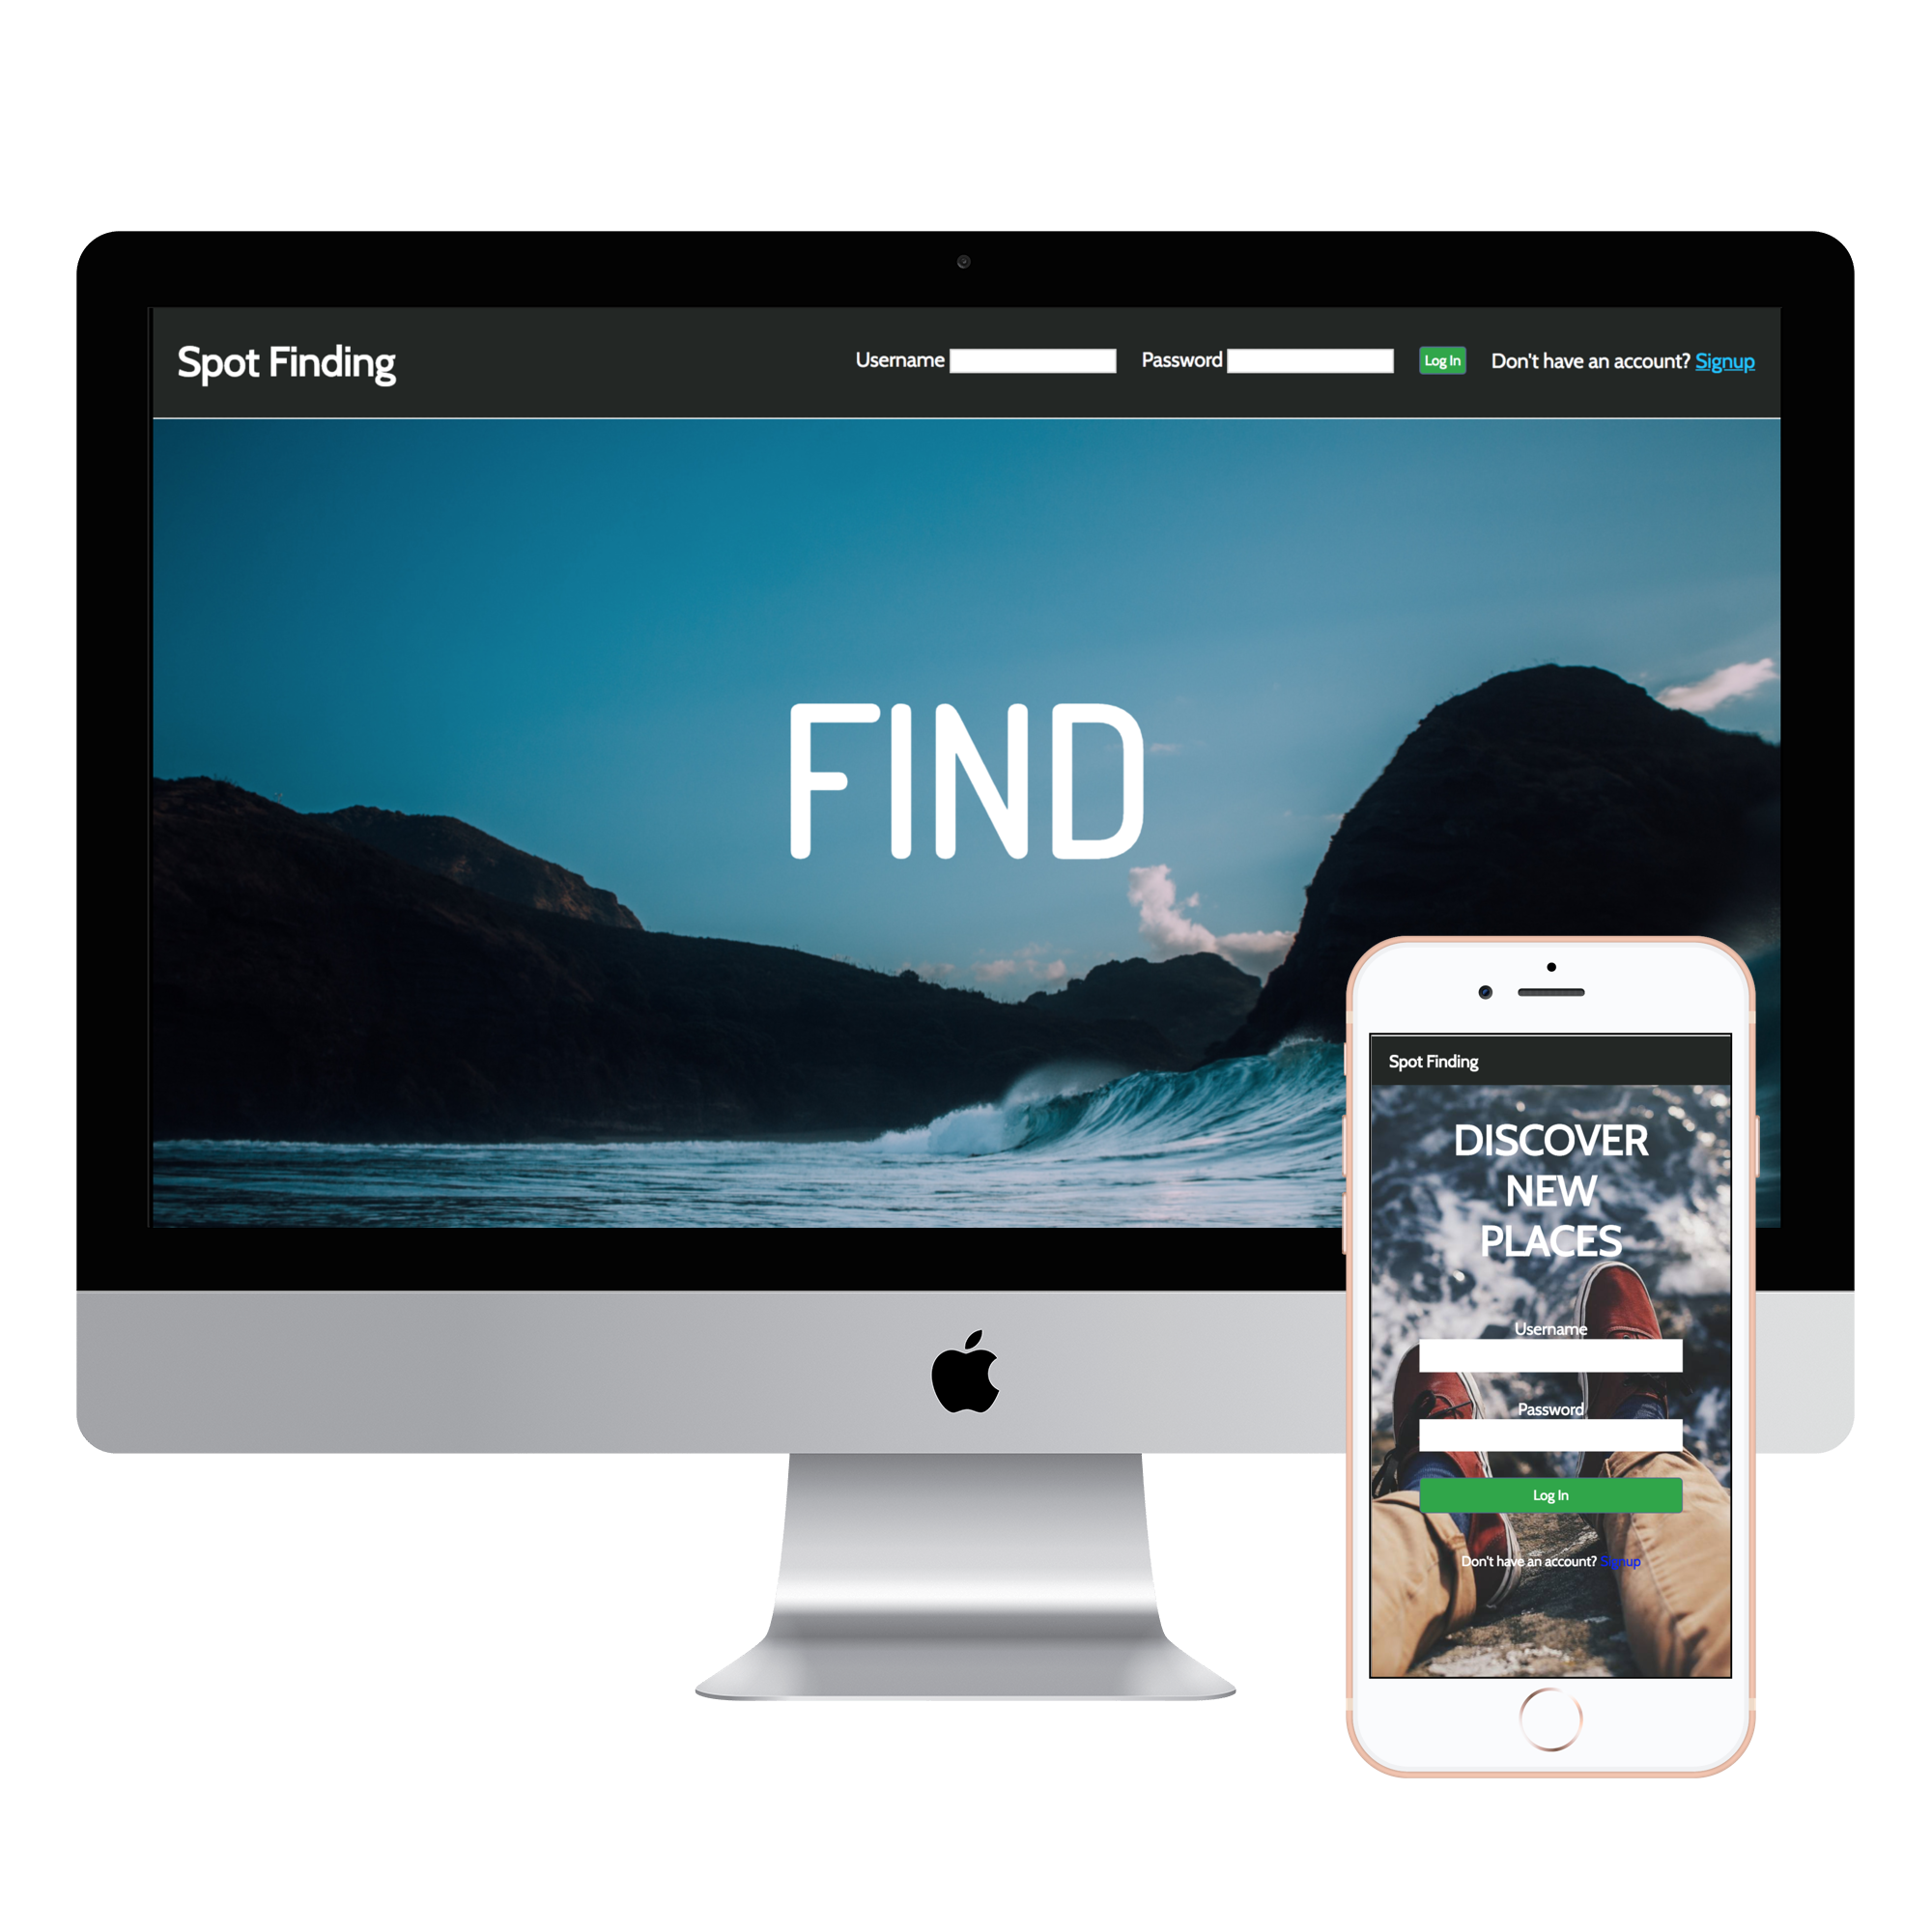 Spot Finding
Username Password Log In Don't have an account? Signup
FIND
Spot Finding
DISCOVER
NEW
PLACES
Username
Password
Log In
Don't have an account? Signup